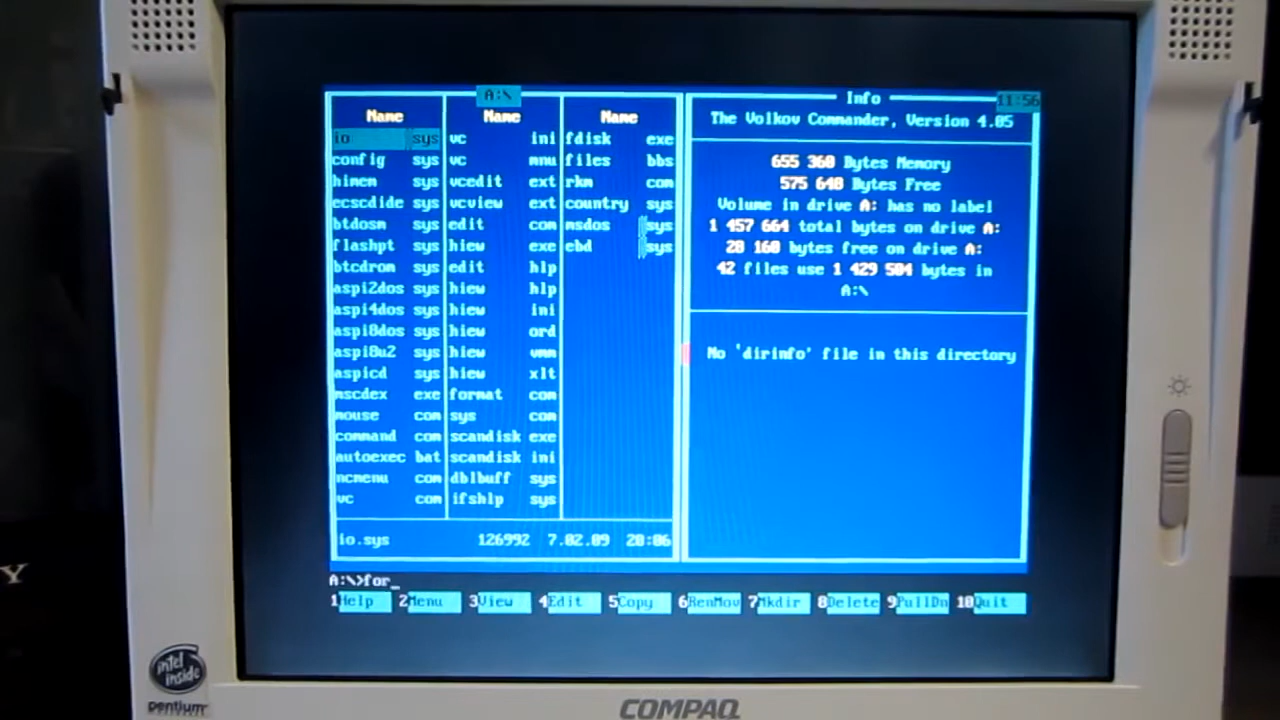 A:\
Name Name Name
io sys vc ini fdisk exe
config sys vc mnu files bbs
himem sys vcedit ext rkm com
ecscdide sys vcview ext country sys
btdosm sys edit com msdos sys
flashpt sys hiew exe ebd sys
btcdrom sys edit hlp
aspi2dos sys hiew hlp
aspi4dos sys hiew ini
aspi8dos sys hiew ord
aspi8u2 sys hiew vmm
aspicd sys hiew xlt
mscdex exe format com
mouse com sys com
command com scandisk exe
autoexec bat scandisk ini
ncmenu com dblbuff sys
vc com ifshlp sys
io.sys 126992 7.02.09 20:06
Info 11:56
The Volkov Commander, Version 4.05
655 360 Bytes Memory
575 648 Bytes Free
Volume in drive A: has no label
1 457 664 total bytes on drive A:
28 160 bytes free on drive A:
42 files use 1 429 504 bytes in
A:\
No 'dirinfo' file in this directory
A:\>for_
1Help 2Menu 3View 4Edit 5Copy 6RenMov 7Mkdir 8Delete 9PullDn 10Quit
Y
intel
inside
pentium
COMPAQ